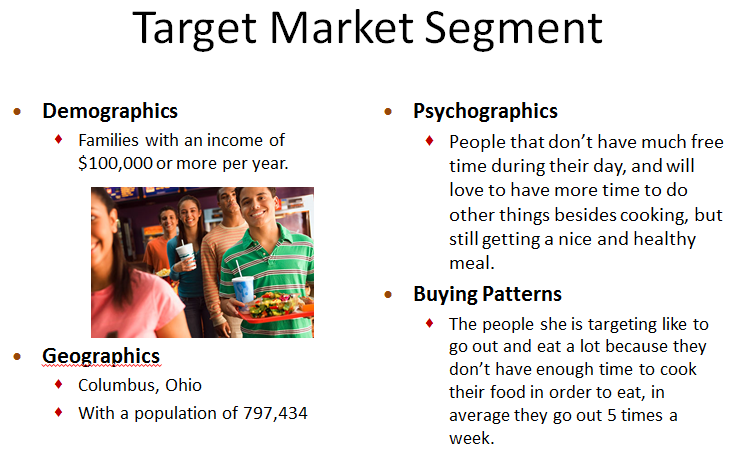 Target Market Segment
• Demographics
♦ Families with an income of
$100,000 or more per year.
• Geographics
♦ Columbus, Ohio
♦ With a population of 797,434
• Psychographics
♦ People that don’t have much free
time during their day, and will
love to have more time to do
other things besides cooking, but
still getting a nice and healthy
meal.
• Buying Patterns
♦ The people she is targeting like to
go out and eat a lot because they
don’t have enough time to cook
their food in order to eat, in
average they go out 5 times a
week.